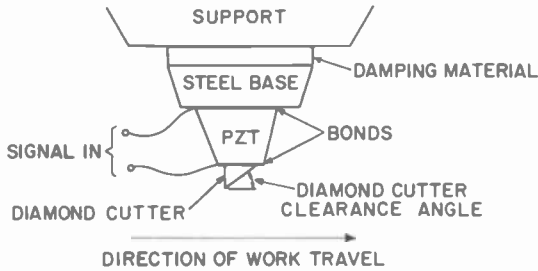 SUPPORT
DAMPING MATERIAL
STEEL BASE
PZT
BONDS
SIGNAL IN
DIAMOND CUTTER
DIAMOND CUTTER
CLEARANCE ANGLE
DIRECTION OF WORK TRAVEL